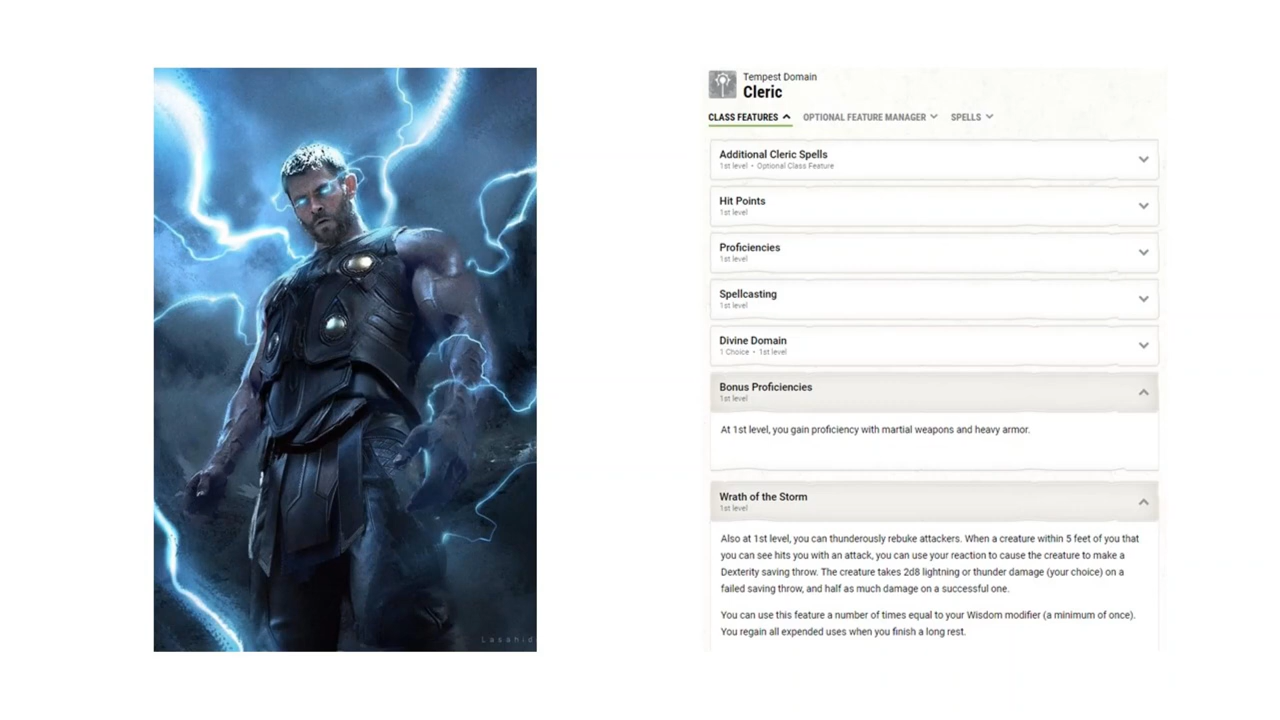 Tempest Domain
Cleric
CLASS FEATURES
OPTIONAL FEATURE MANAGER
SPELLS
Additional Cleric Spells
1st level • Optional Class Feature
Hit Points
1st level
Proficiencies
1st level
Spellcasting
1st level
Divine Domain
1 Choice • 1st level
Bonus Proficiencies
1st level
At 1st level, you gain proficiency with martial weapons and heavy armor.
Wrath of the Storm
1st level
Also at 1st level, you can thunderously rebuke attackers. When a creature within 5 feet of you that
you can see hits you with an attack, you can use your reaction to cause the creature to make a
Dexterity saving throw. The creature takes 2d8 lightning or thunder damage (your choice) on a
failed saving throw, and half as much damage on a successful one.
You can use this feature a number of times equal to your Wisdom modifier (a minimum of once).
You regain all expended uses when you finish a long rest.